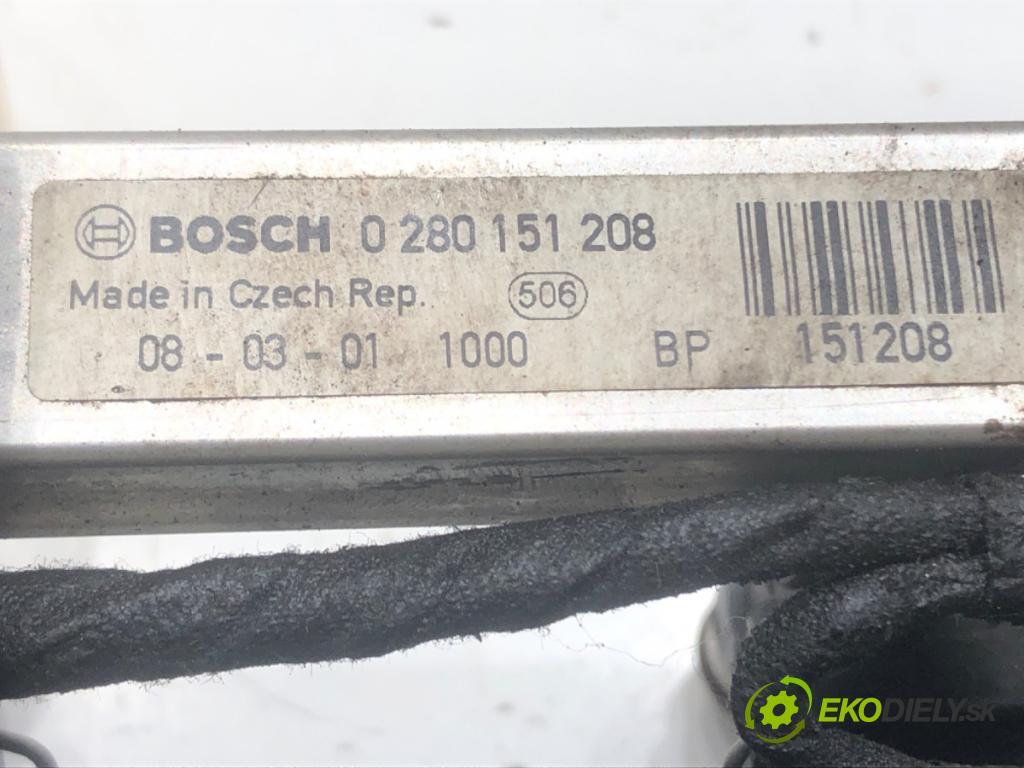 BOSCH 0 280 151 208
Made in Czech Rep. 506
08 - 03 - 01 1000 BP 151208
EKODIELY.sk